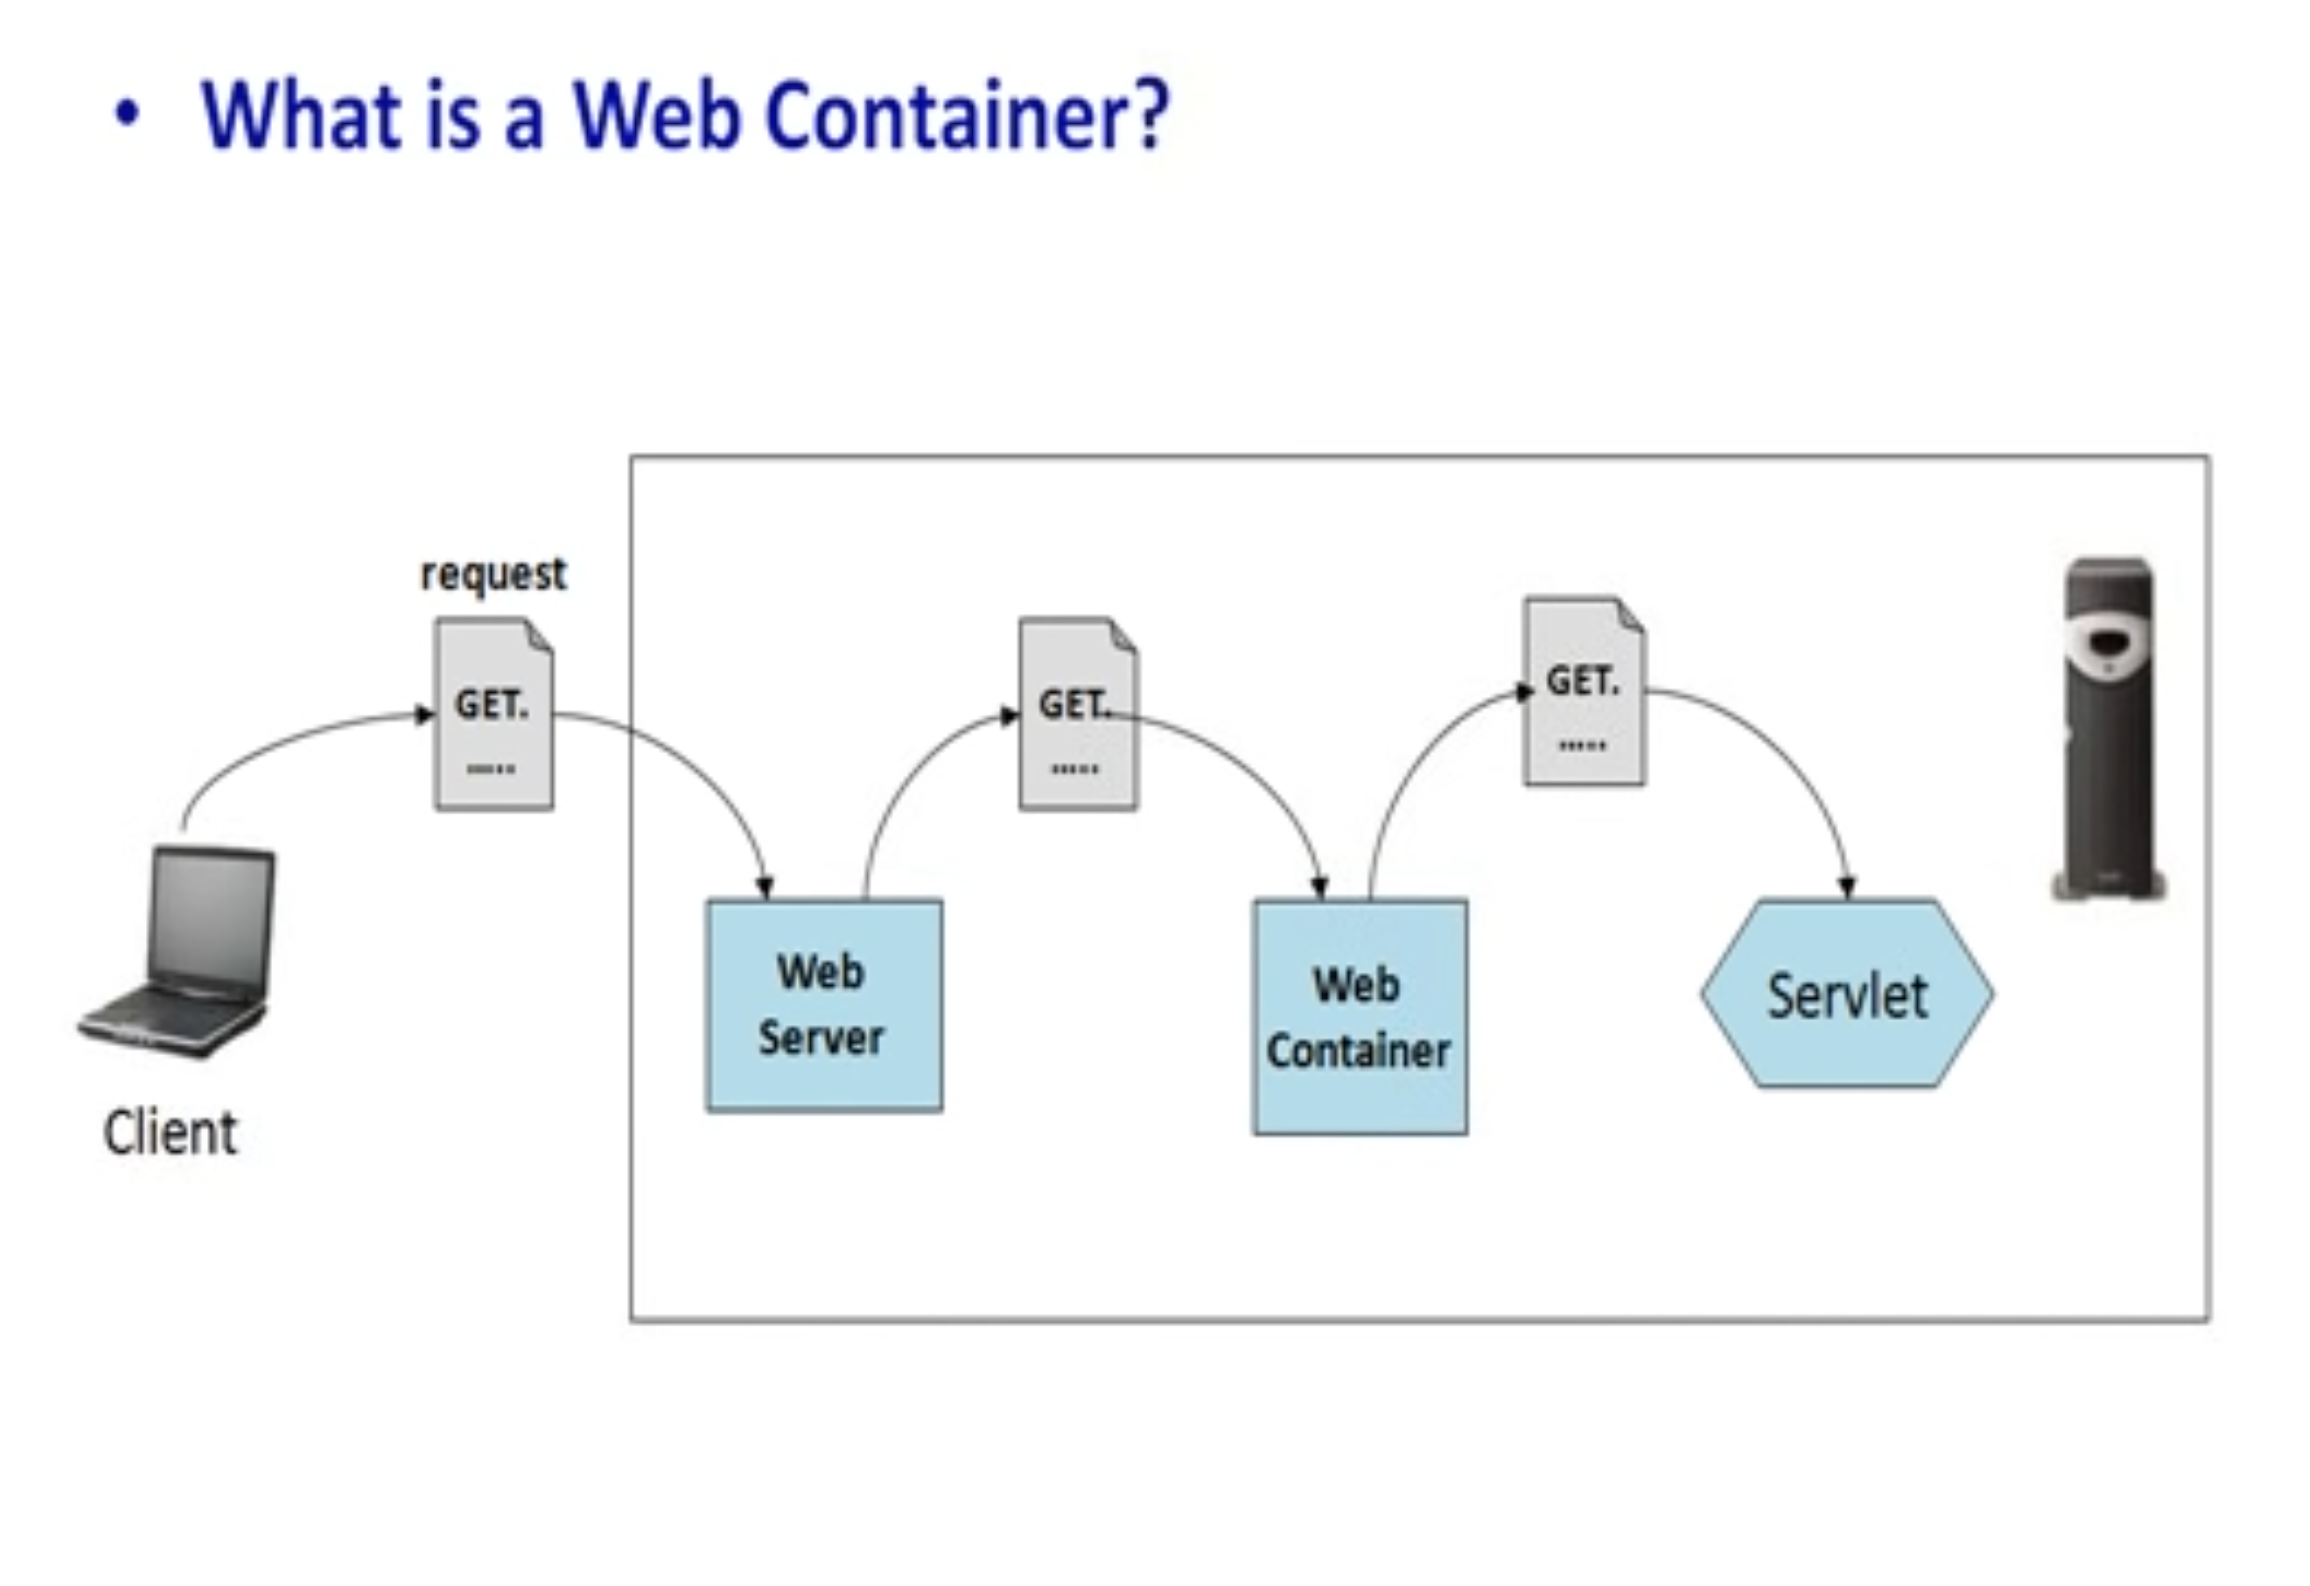 • What is a Web Container?
request
GET.
.....
GET.
.....
GET.
.....
Web
Server
Web
Container
Servlet
Client